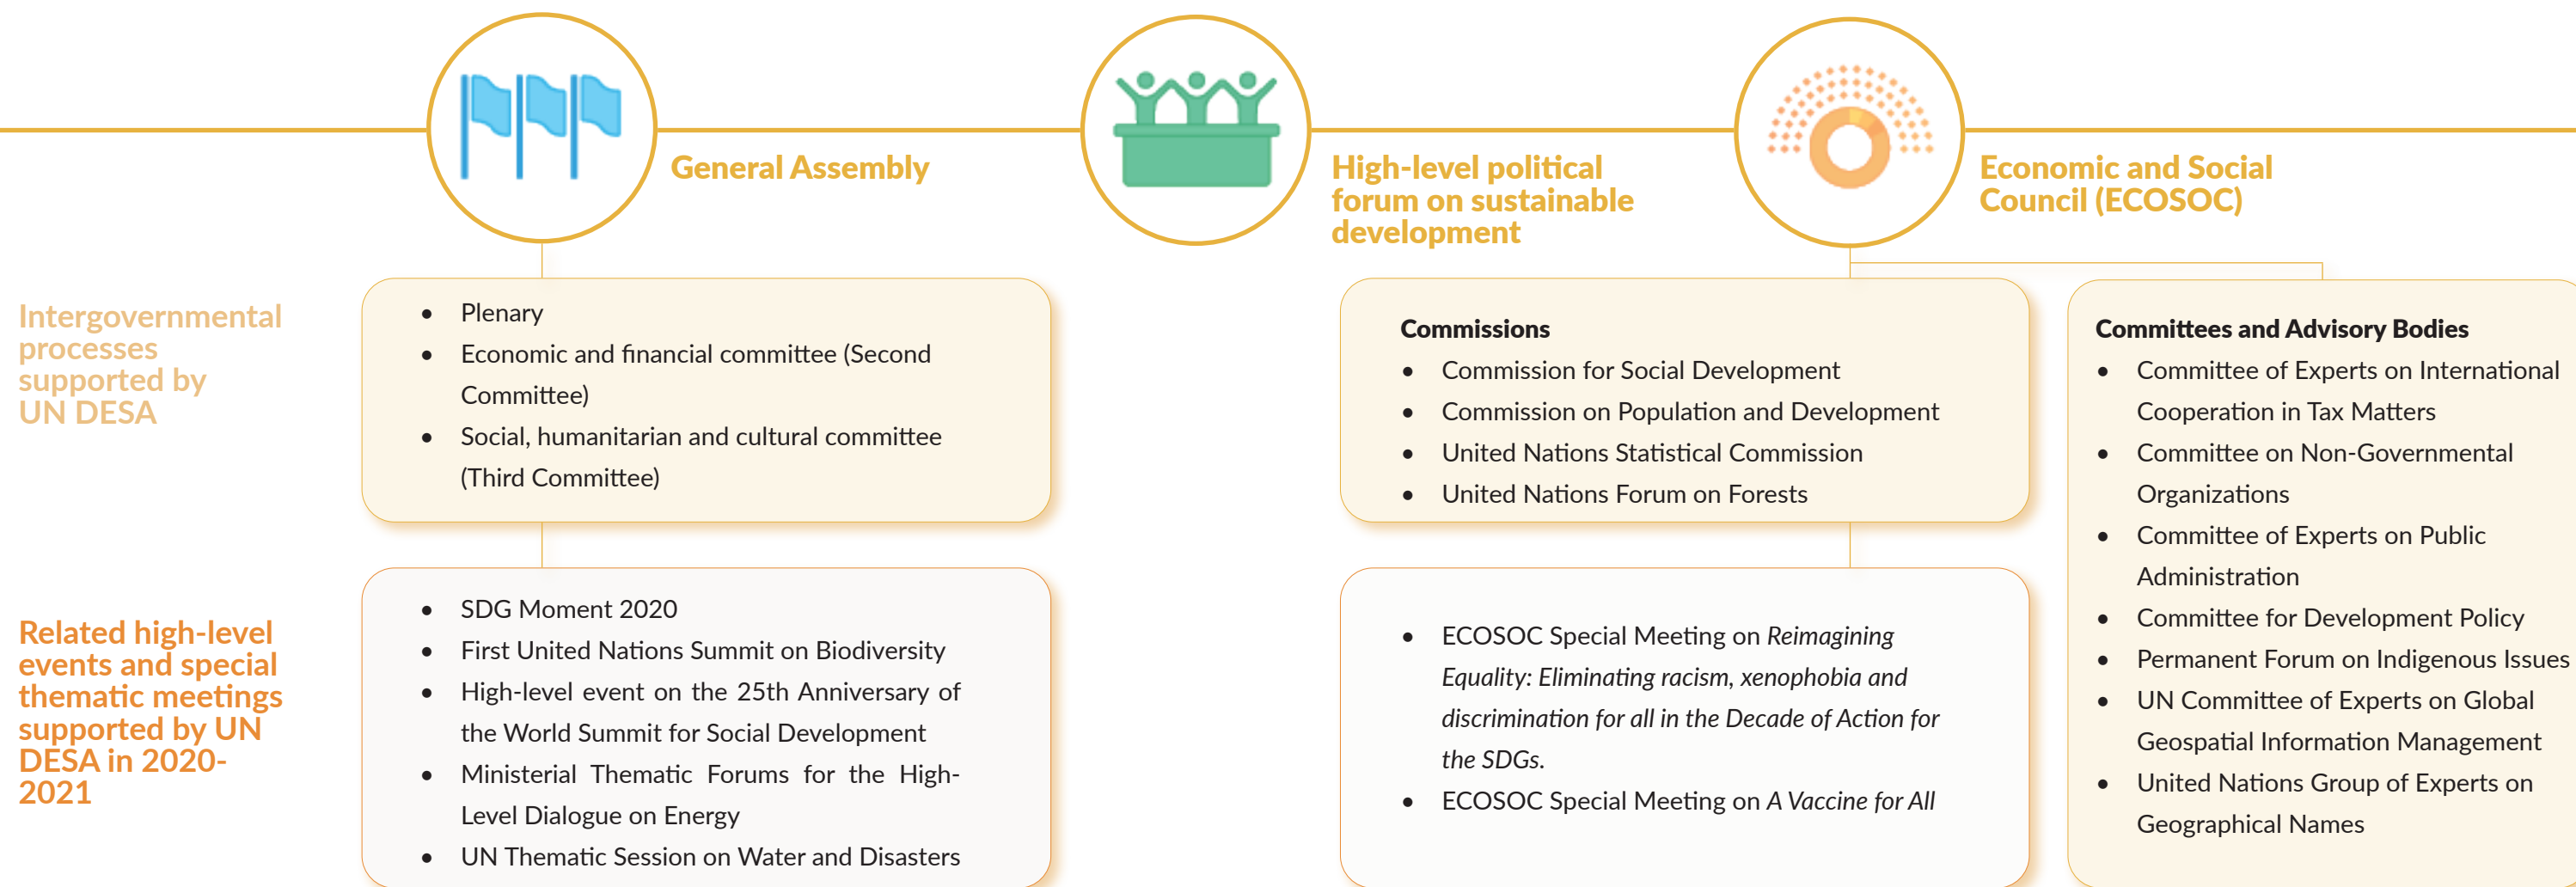 General Assembly
High-level political
forum on sustainable
development
Economic and Social
Council (ECOSOC)
Intergovernmental
processes
supported by
UN DESA
• Plenary
• Economic and financial committee (Second
Committee)
• Social, humanitarian and cultural committee
(Third Committee)
Commissions
• Commission for Social Development
• Commission on Population and Development
• United Nations Statistical Commission
• United Nations Forum on Forests
Committees and Advisory Bodies
• Committee of Experts on International
Cooperation in Tax Matters
• Committee on Non-Governmental
Organizations
• Committee of Experts on Public
Administration
• Committee for Development Policy
• Permanent Forum on Indigenous Issues
• UN Committee of Experts on Global
Geospatial Information Management
• United Nations Group of Experts on
Geographical Names
Related high-level
events and special
thematic meetings
supported by UN
DESA in 2020-
2021
• SDG Moment 2020
• First United Nations Summit on Biodiversity
• High-level event on the 25th Anniversary of
the World Summit for Social Development
• Ministerial Thematic Forums for the High-
Level Dialogue on Energy
• UN Thematic Session on Water and Disasters
• ECOSOC Special Meeting on Reimagining
Equality: Eliminating racism, xenophobia and
discrimination for all in the Decade of Action for
the SDGs.
• ECOSOC Special Meeting on A Vaccine for All